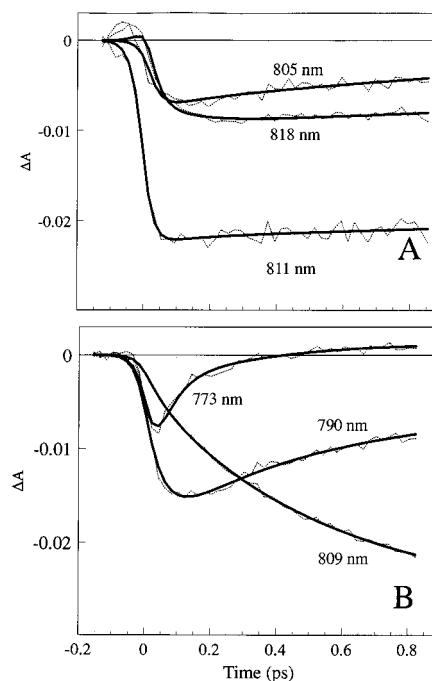 0
-0.01
-0.02
ΔA
805 nm
818 nm
811 nm
A
0
-0.01
-0.02
ΔA
773 nm
790 nm
809 nm
B
-0.2 0 0.2 0.4 0.6 0.8
Time (ps)